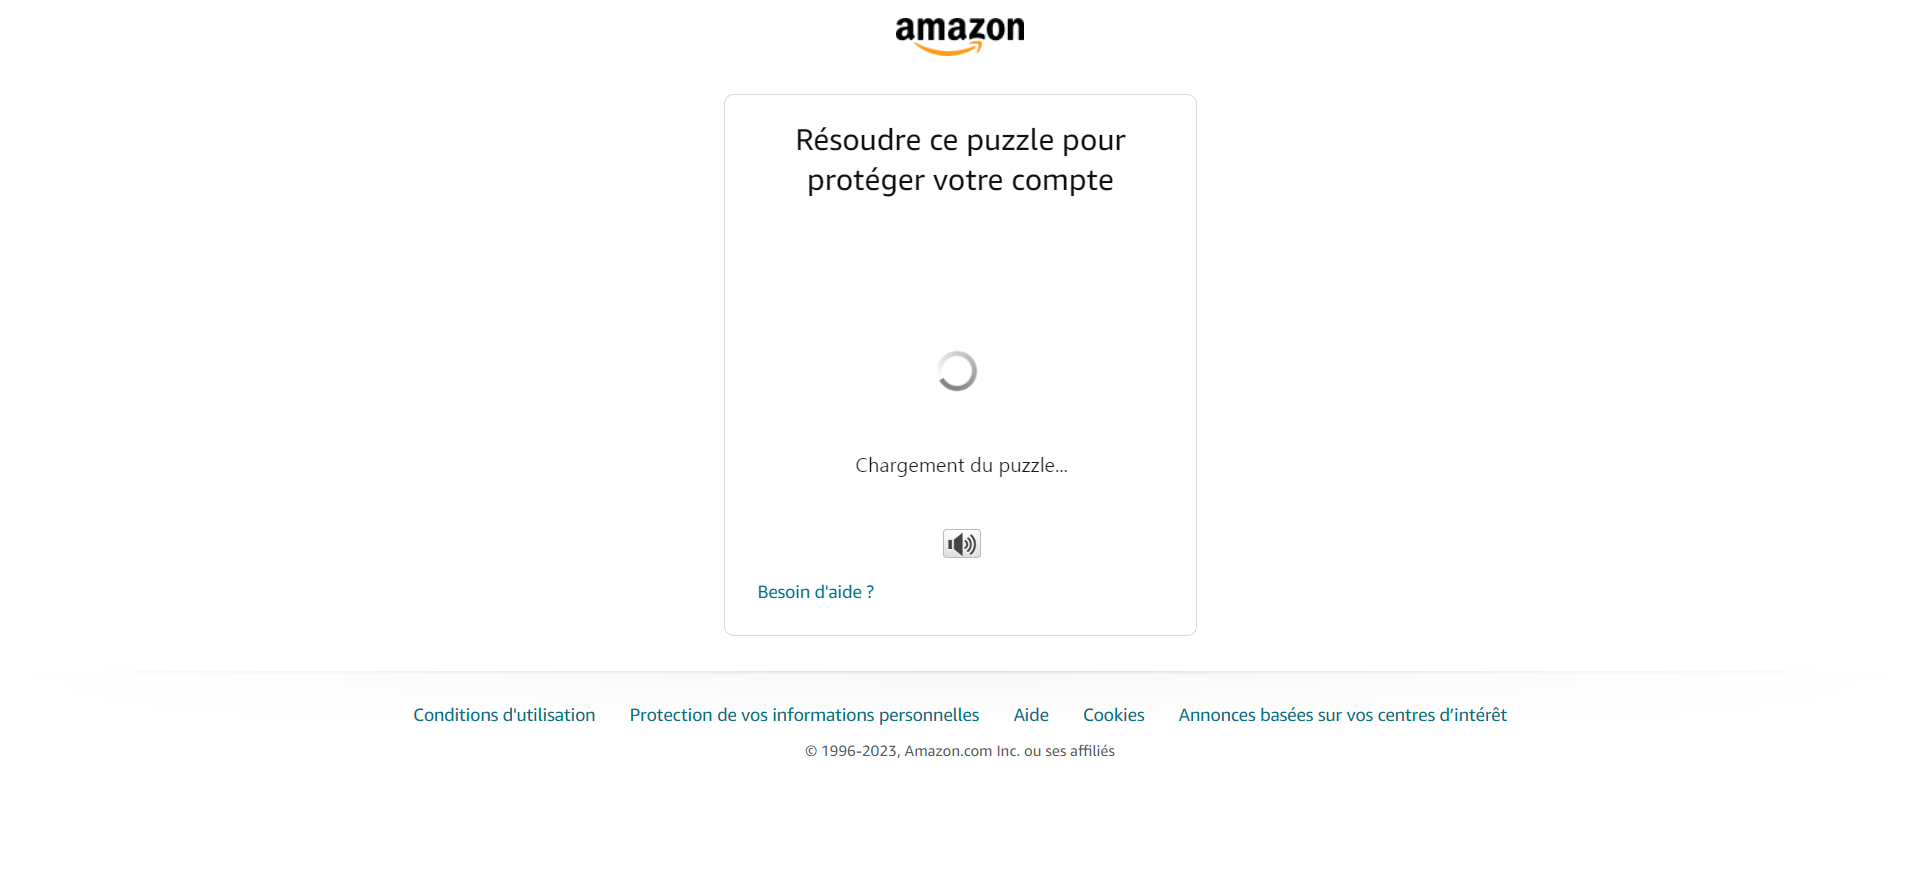 amazon
Résoudre ce puzzle pour
protéger votre compte
Chargement du puzzle...
Besoin d'aide ?
Conditions d'utilisation Protection de vos informations personnelles Aide Cookies Annonces basées sur vos centres d’intérêt
© 1996-2023, Amazon.com Inc. ou ses affiliés